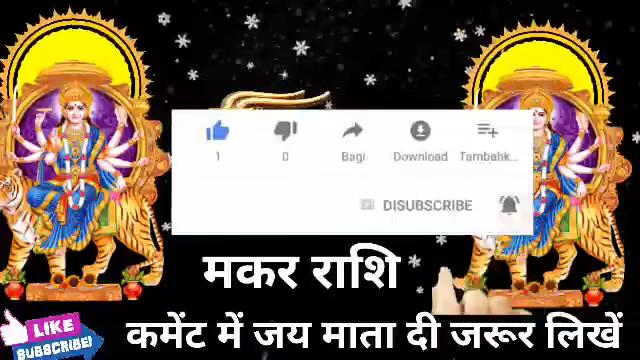 1 0 Bagi Download Tambahk...
DISUBSCRIBE
मकर राशि
LIKE
SUBSCRIBE!
कमेंट में जय माता दी जरूर लिखें